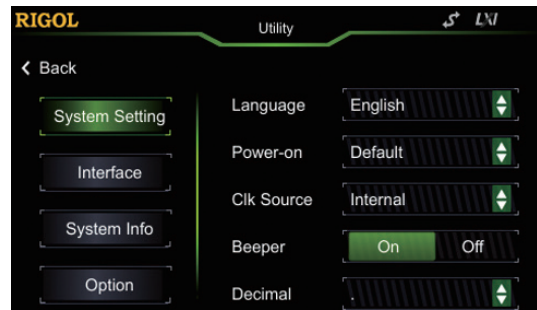 RIGOL
Utility
LXI
Back
System Setting
Interface
System Info
Option
Language English
Power-on Default
Clk Source Internal
Beeper On Off
Decimal .